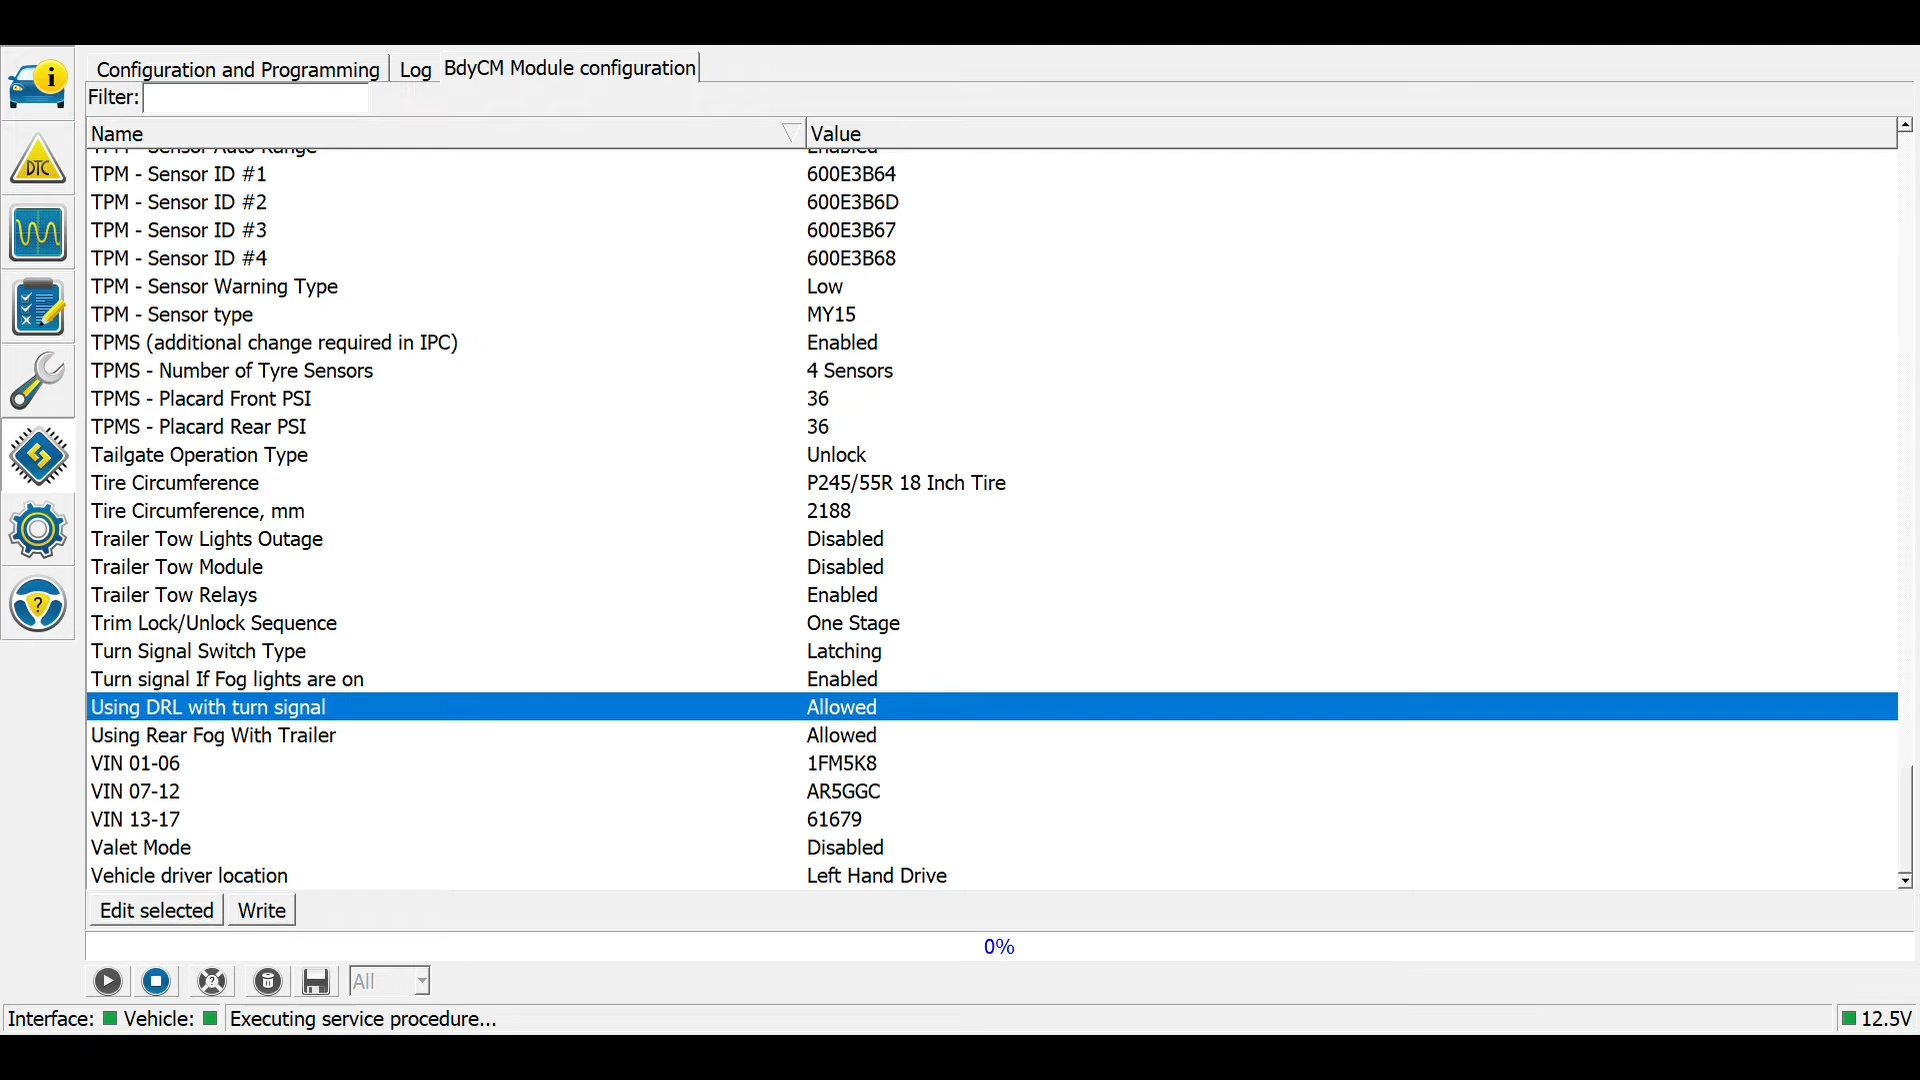 Configuration and Programming Log BdyCM Module configuration
Filter:
Name Value
TPM - Sensor Auto Range Enabled
TPM - Sensor ID #1 600E3B64
TPM - Sensor ID #2 600E3B6D
TPM - Sensor ID #3 600E3B67
TPM - Sensor ID #4 600E3B68
TPM - Sensor Warning Type Low
TPM - Sensor type MY15
TPMS (additional change required in IPC) Enabled
TPMS - Number of Tyre Sensors 4 Sensors
TPMS - Placard Front PSI 36
TPMS - Placard Rear PSI 36
Tailgate Operation Type Unlock
Tire Circumference P245/55R 18 Inch Tire
Tire Circumference, mm 2188
Trailer Tow Lights Outage Disabled
Trailer Tow Module Disabled
Trailer Tow Relays Enabled
Trim Lock/Unlock Sequence One Stage
Turn Signal Switch Type Latching
Turn signal If Fog lights are on Enabled
Using DRL with turn signal Allowed
Using Rear Fog With Trailer Allowed
VIN 01-06 1FM5K8
VIN 07-12 AR5GGC
VIN 13-17 61679
Valet Mode Disabled
Vehicle driver location Left Hand Drive
Edit selected Write
0%
All
Interface: Vehicle: Executing service procedure... 12.5V
i
DTC
?
?